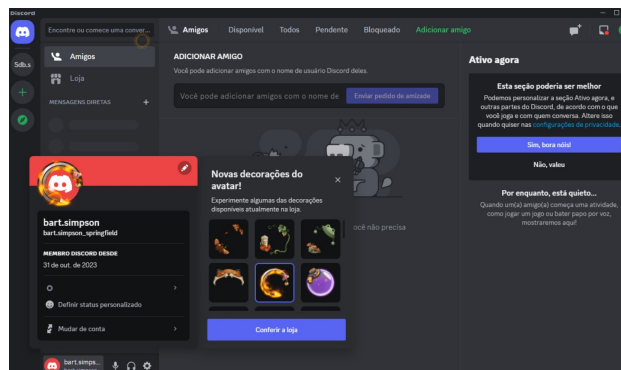 Discord
Encontre ou comece uma conver...
Amigos
Disponível
Todos
Pendente
Bloqueado
Adicionar amigo
Sdb.s
Amigos
Loja
MENSAGENS DIRETAS
ADICIONAR AMIGO
Você pode adicionar amigos com o nome de usuário Discord deles.
Você pode adicionar amigos com o nome de
Enviar pedido de amizade
ocê não precisa
Ativo agora
Esta seção poderia ser melhor
Podemos personalizar a seção Ativo agora, e
outras partes do Discord, de acordo com o que
você joga e com quem conversa. Altere isso
quando quiser nas configurações de privacidade.
Sim, bora nóis!
Não, valeu
Por enquanto, está quieto...
Quando um(a) amigo(a) começa uma atividade,
como jogar um jogo ou bater papo por voz,
mostraremos aqui!
bart.simpson
bart.simpson_springfield
MEMBRO DISCORD DESDE
31 de out. de 2023
Definir status personalizado
Mudar de conta
Novas decorações do
avatar!
Experimente algumas das decorações
disponíveis atualmente na loja.
Conferir a loja
bart.simps...